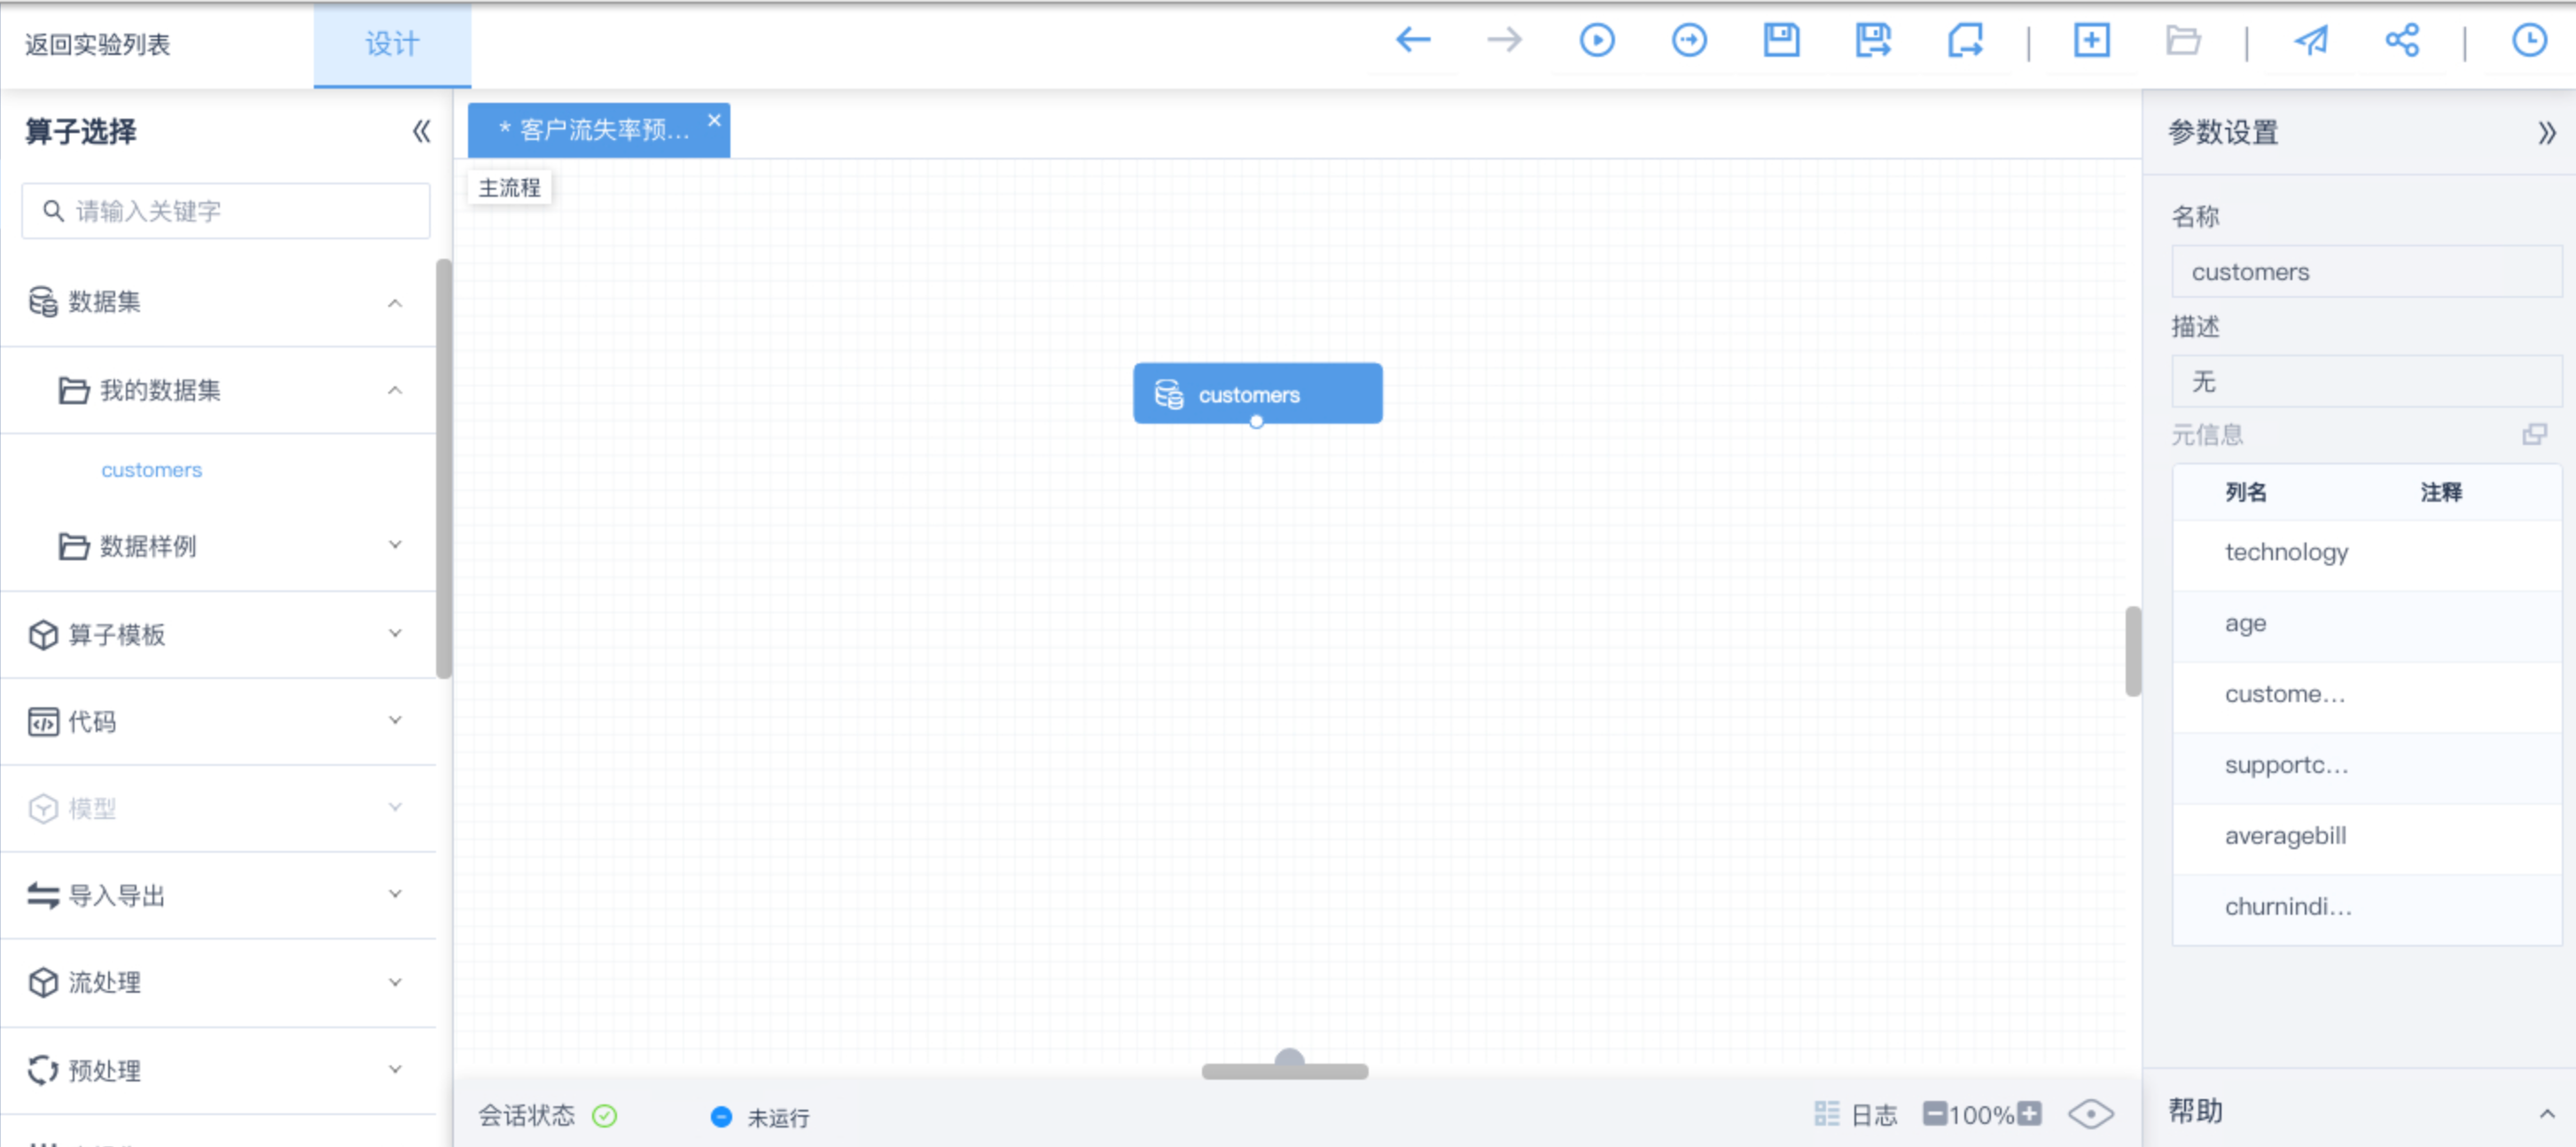 返回实验列表
设计
算子选择
请输入关键字
数据集
我的数据集
customers
数据样例
算子模板
代码
模型
导入导出
流处理
预处理
* 客户流失率预...
主流程
customers
会话状态
未运行
日志
100%
参数设置
名称
customers
描述
无
元信息
列名 注释
technology
age
custome...
supportc...
averagebill
churnindi...
帮助